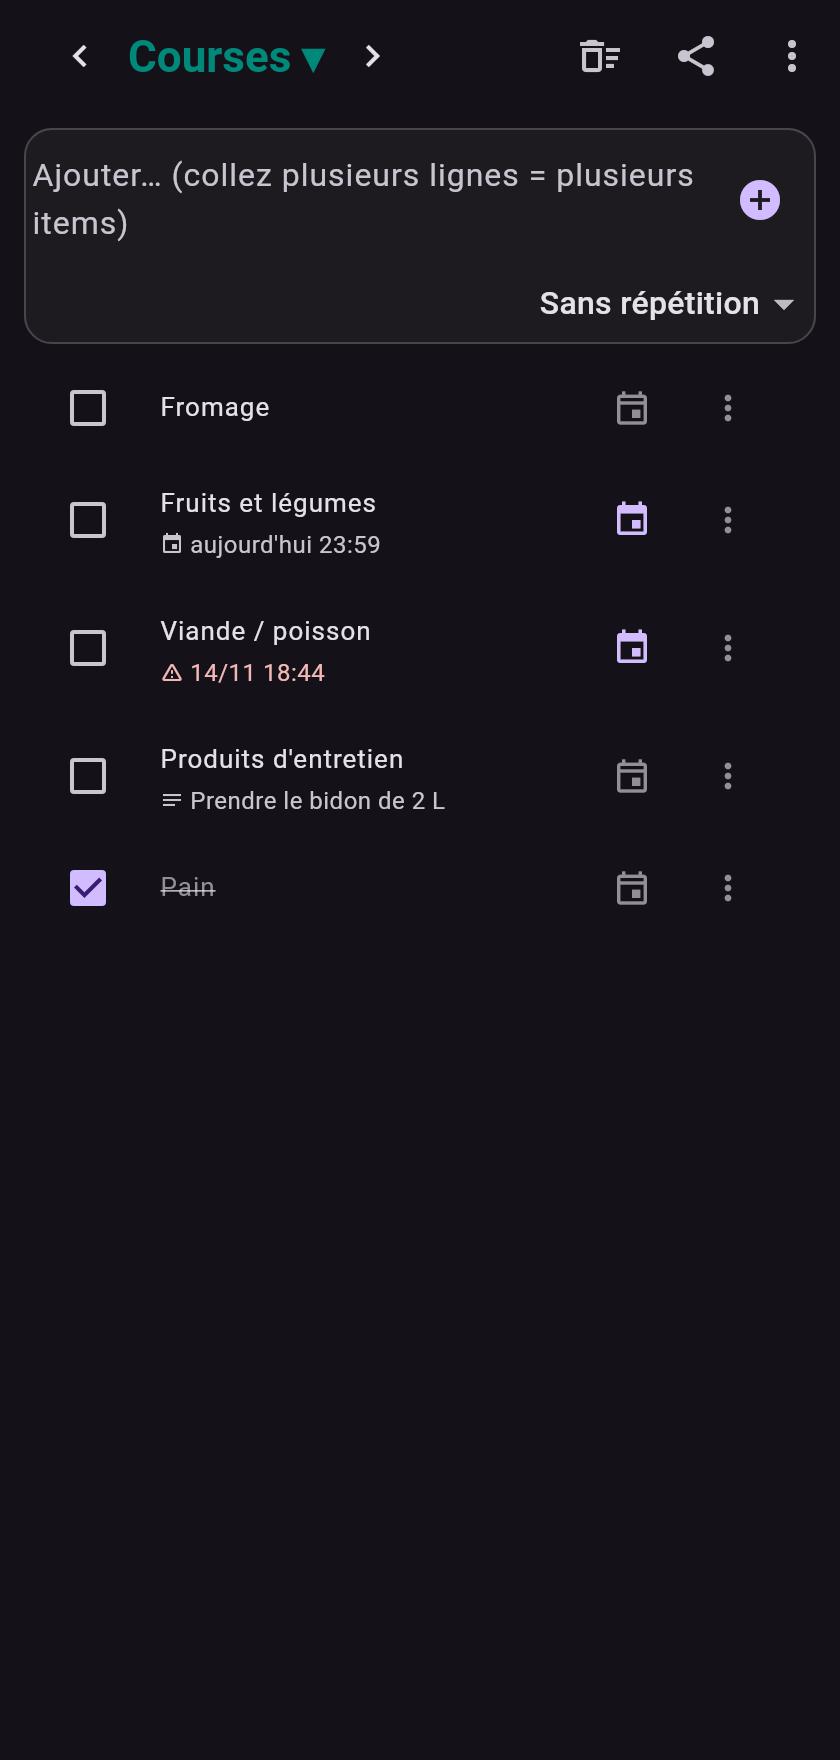 Courses ▾
Ajouter… (collez plusieurs lignes = plusieurs
items)
Sans répétition
Fromage
Fruits et légumes
aujourd'hui 23:59
Viande / poisson
14/11 18:44
Produits d'entretien
Prendre le bidon de 2 L
Pain